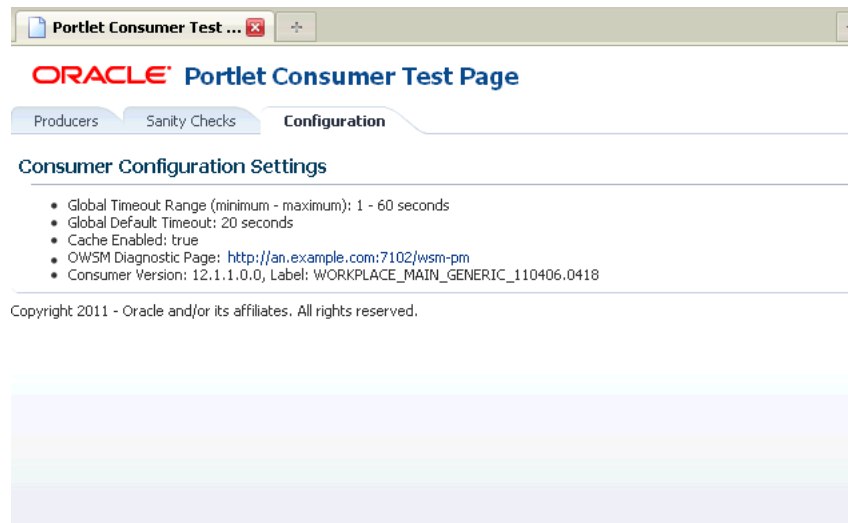 Portlet Consumer Test ...
ORACLE Portlet Consumer Test Page
Producers Sanity Checks Configuration
Consumer Configuration Settings
Global Timeout Range (minimum - maximum): 1 - 60 seconds
Global Default Timeout: 20 seconds
Cache Enabled: true
OWSM Diagnostic Page: http://an.example.com:7102/wsm-pm
Consumer Version: 12.1.1.0.0, Label: WORKPLACE_MAIN_GENERIC_110406.0418
Copyright 2011 - Oracle and/or its affiliates. All rights reserved.